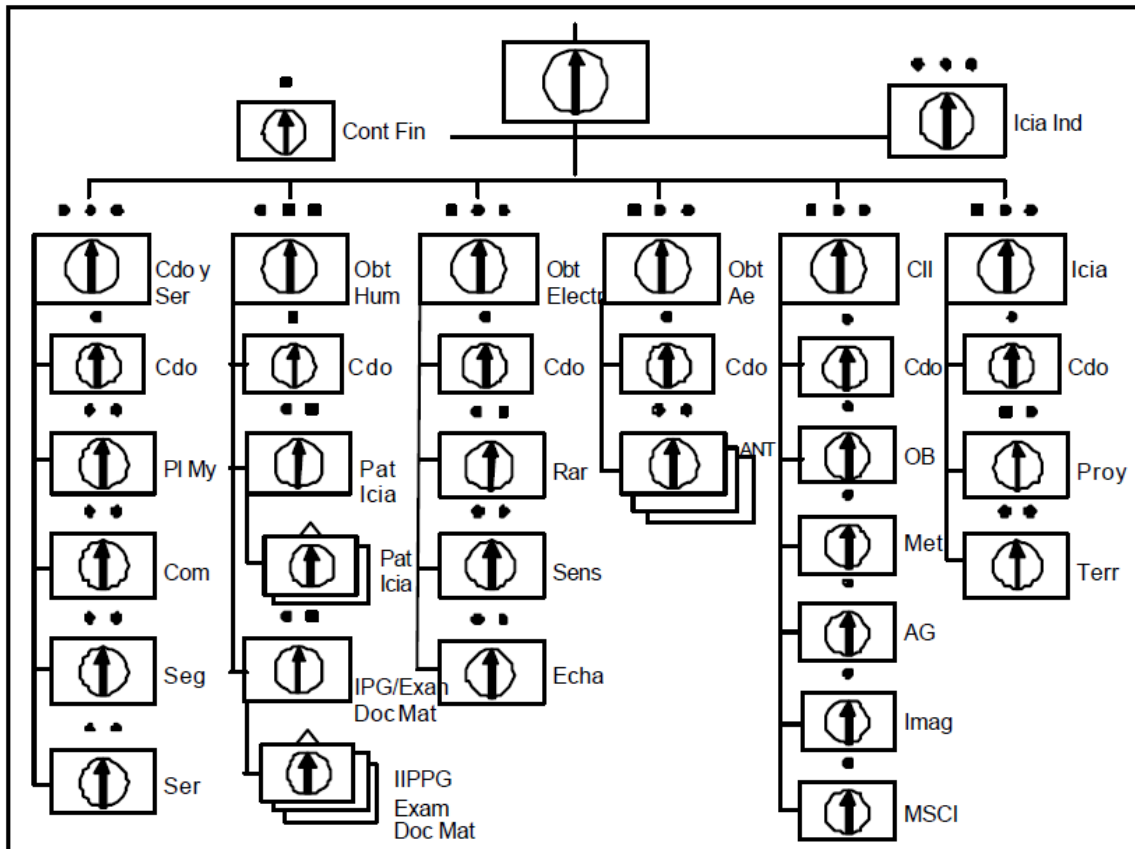 Cont Fin
Icia Ind
Cdo y
Ser
Cdo
Pl My
Com
Seg
Ser
Obt
Hum
Cdo
Pat
Icia
Pat
Icia
IPG/Exan
Doc Mat
IIPPG
Exam
Doc Mat
Obt
Electr
Cdo
Rar
Sens
Echa
Obt
Ae
Cdo
ANT
CII
Cdo
OB
Met
AG
Imag
MSCI
Icia
Cdo
Proy
Terr